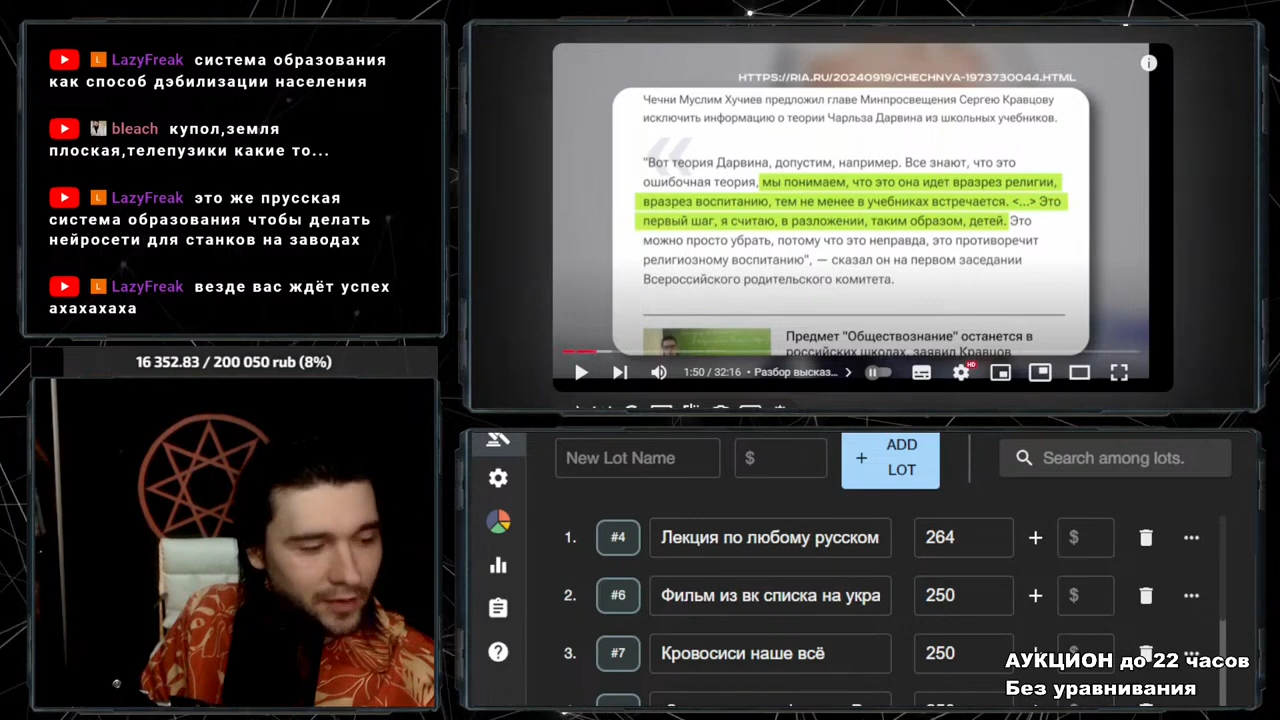 LazyFreak система образования
как способ дэбилизации населения
bleach купол,земля
плоская,телепузики какие то...
LazyFreak это же прусская
система образования чтобы делать
нейросети для станков на заводах
LazyFreak везде вас ждёт успех
ахахахаха
16 352.83 / 200 050 rub (8%)
HTTPS://RIA.RU/20240919/CHECHNYA-1973730044.HTML
Чечни Муслим Хучиев предложил главе Минпросвещения Сергею Кравцову
исключить информацию о теории Чарльза Дарвина из школьных учебников.
"Вот теория Дарвина, допустим, например. Все знают, что это
ошибочная теория, мы понимаем, что это она идет вразрез религии,
вразрез воспитанию, тем не менее в учебниках встречается. <...> Это
первый шаг, я считаю, в разложении, таким образом, детей. Это
можно просто убрать, потому что это неправда, это противоречит
религиозному воспитанию", — сказал он на первом заседании
Всероссийского родительского комитета.
Предмет "Обществознание" останется в
российских школах, заявил Кравцов
1:50 / 32:16 • Разбор высказ...
HD
New Lot Name
$
+ ADD
LOT
Search among lots.
1. #4 Лекция по любому русском 264 + $
2. #6 Фильм из вк списка на укра 250 + $
3. #7 Кровосиси наше всё 250
АУКЦИОН до 22 часов
Без уравнивания